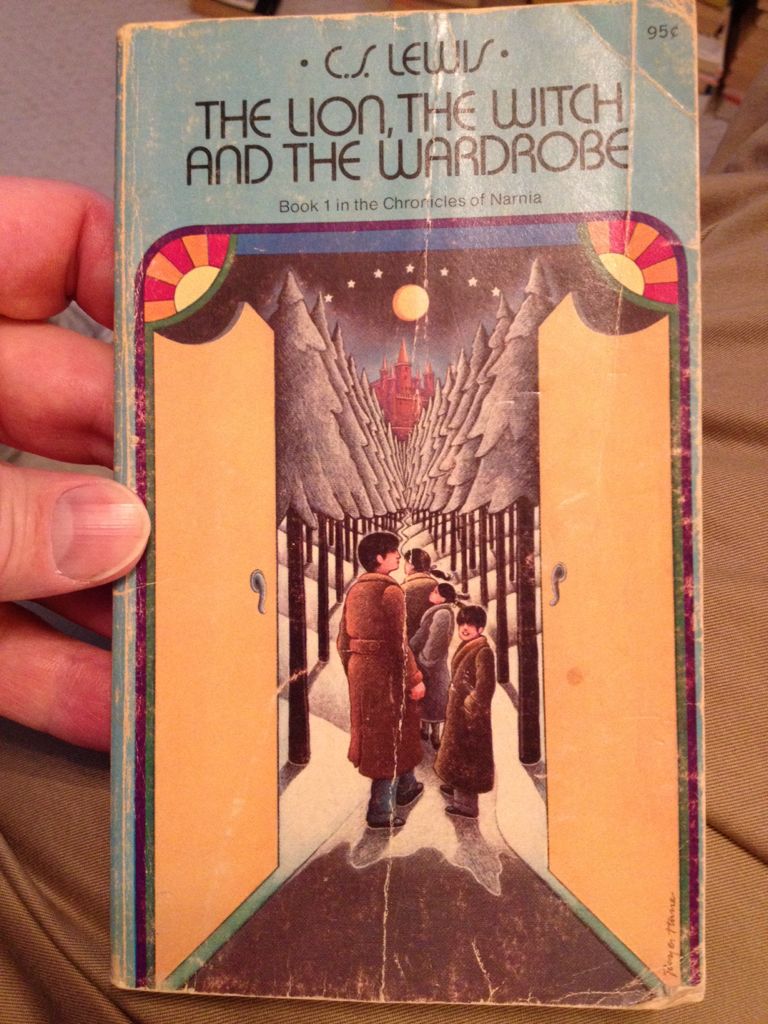 95¢
• C.S. LEWIS •
THE LION, THE WITCH
AND THE WARDROBE
Book 1 in the Chronicles of Narnia